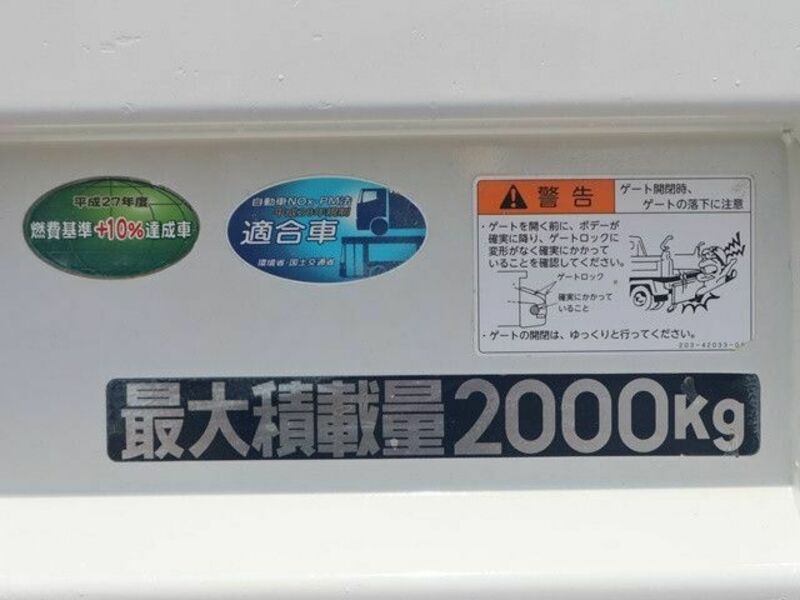 平成27年度
燃費基準+10%達成車
自動車NOx・PM法
適合車
環境省・国土交通省
警告
ゲート開閉時、
ゲートの落下に注意
・ゲートを開く前に、ボデーが
確実に降り、ゲートロックに
変形がなく確実にかかって
いることを確認してください。
ゲートロック
確実にかかって
いること
・ゲートの開閉は、ゆっくりと行ってください。
最大積載量2000Kg